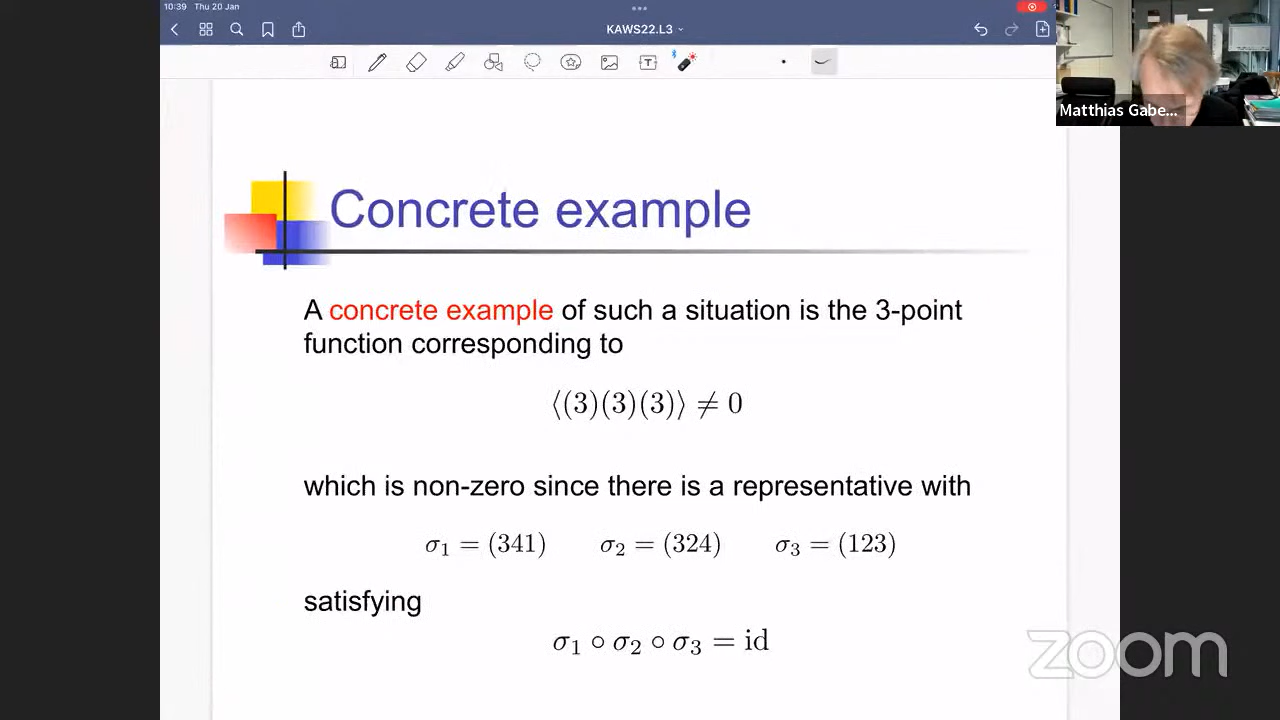 10:39 Thu 20 Jan
KAWS22.L3
T
Matthias Gabe...
Concrete example
A concrete example of such a situation is the 3-point
function corresponding to
⟨(3)(3)(3)⟩ ≠ 0
which is non-zero since there is a representative with
σ₁ = (341) σ₂ = (324) σ₃ = (123)
satisfying
σ₁ ∘ σ₂ ∘ σ₃ = id
zoom